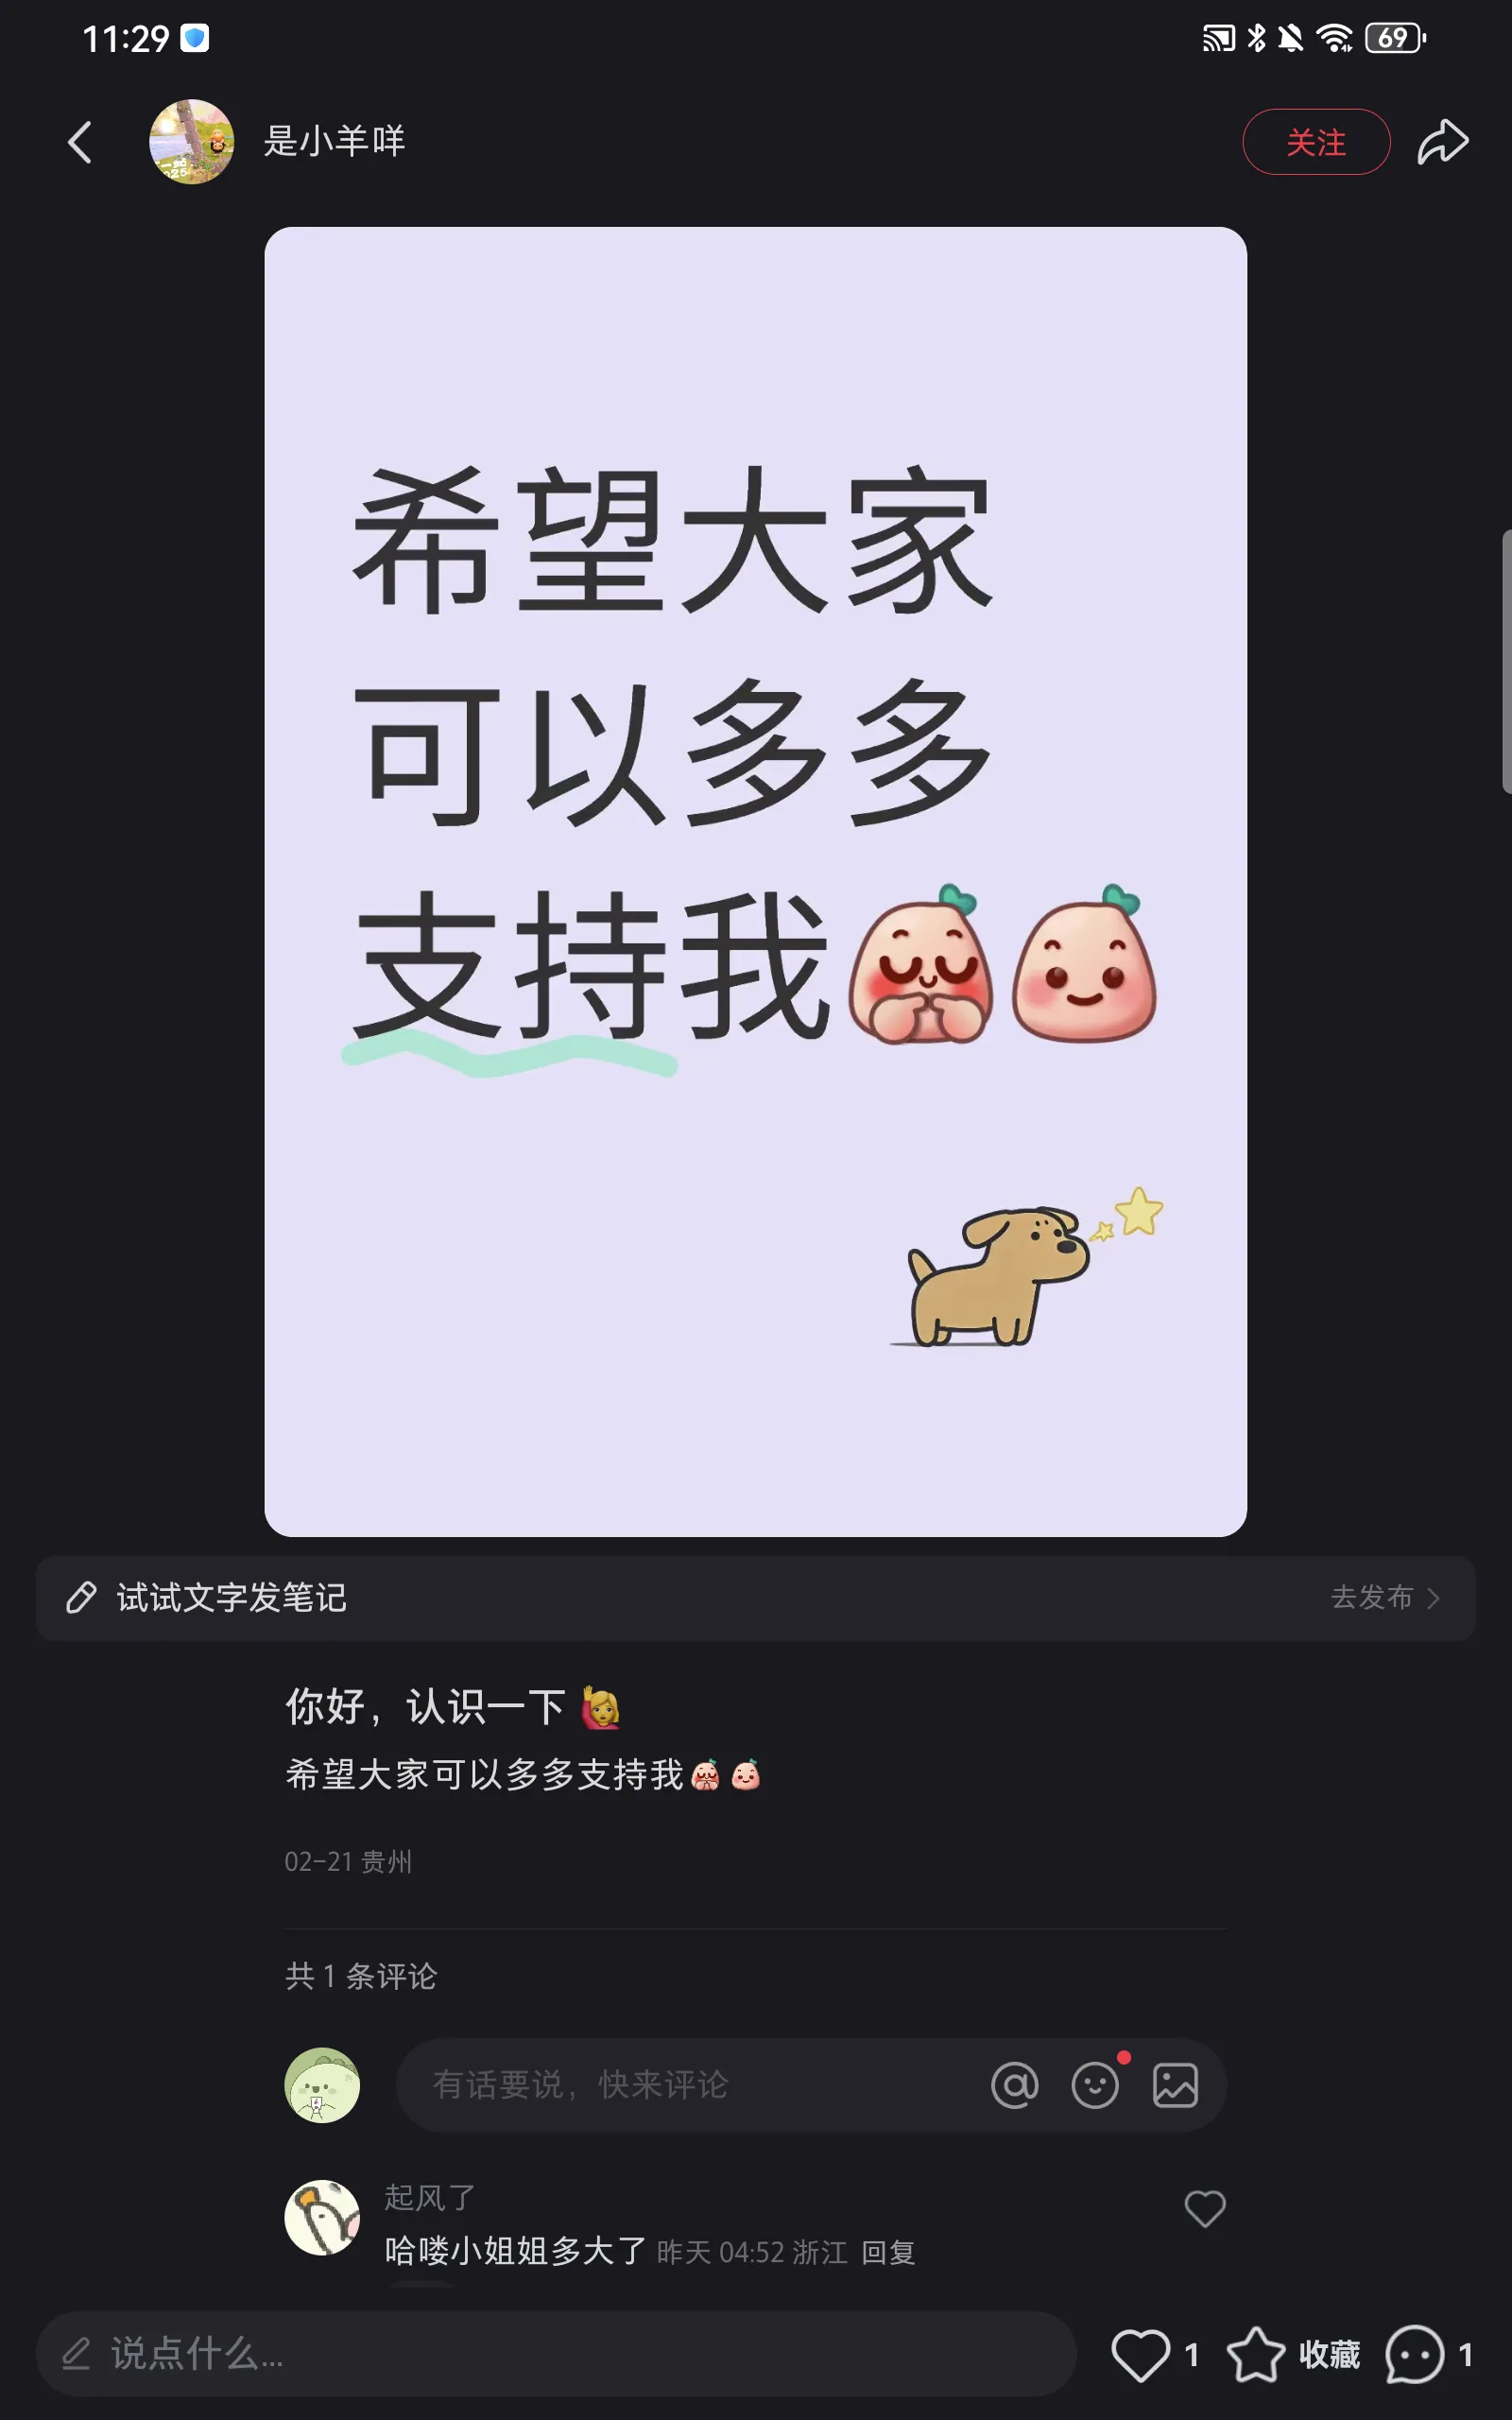 11:29
69
是小羊咩
关注
希望大家
可以多多
支持我
试试文字发笔记
去发布
你好，认识一下
希望大家可以多多支持我
02-21 贵州
共 1 条评论
有话要说，快来评论
起风了
哈喽小姐姐多大了 昨天 04:52 浙江 回复
说点什么...
1
收藏
1